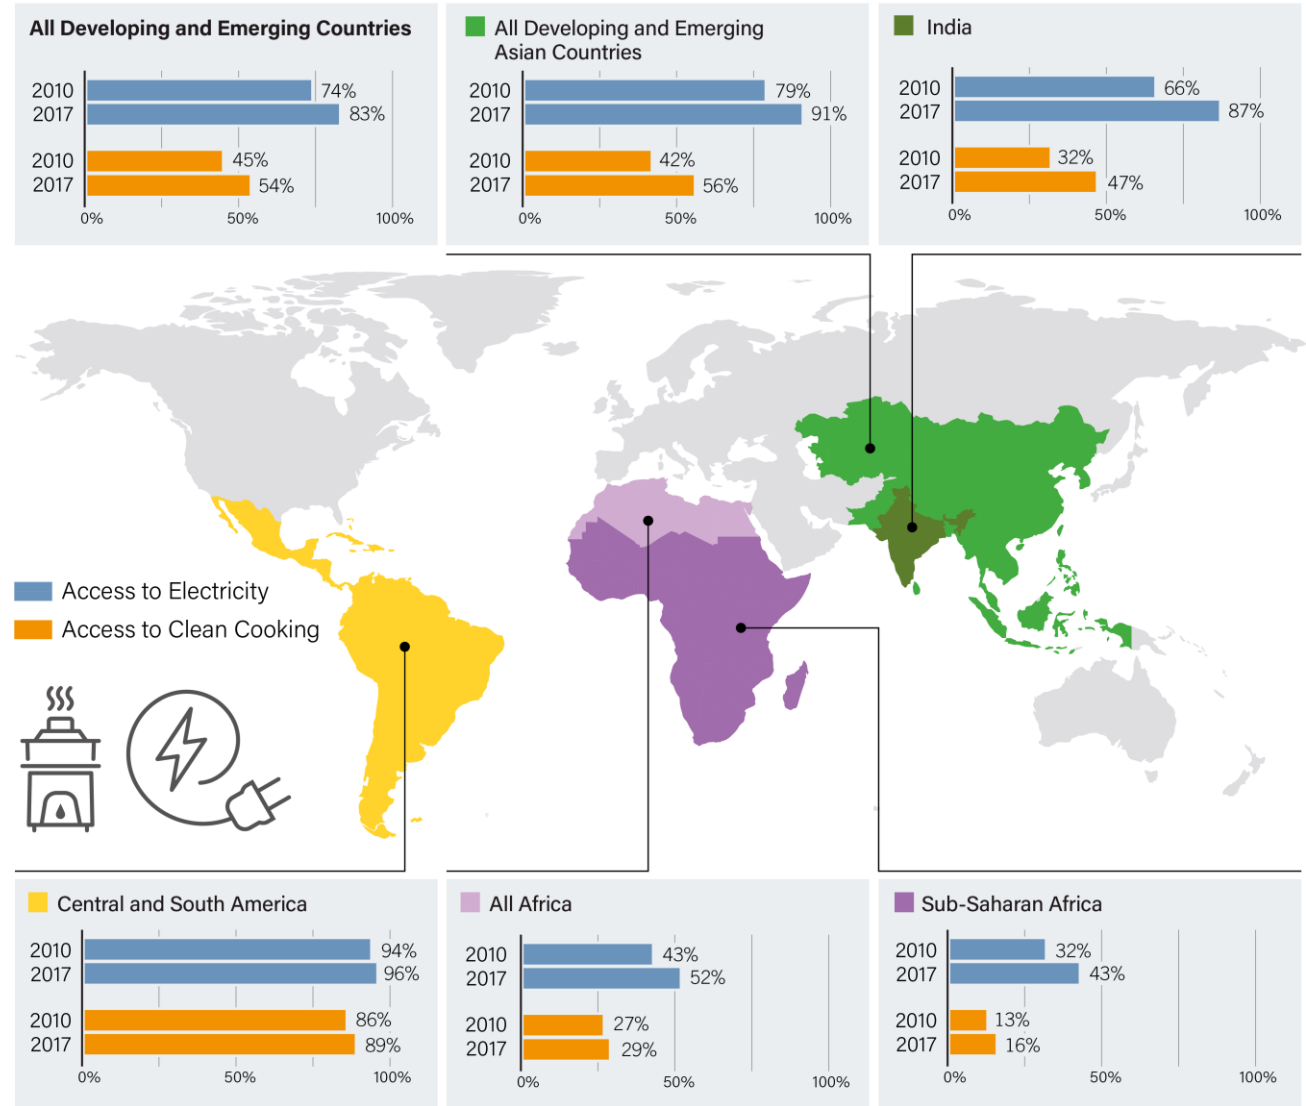 All Developing and Emerging Countries
2010 74%
2017 83%
2010 45%
2017 54%
0% 50% 100%
All Developing and Emerging
Asian Countries
2010 79%
2017 91%
2010 42%
2017 56%
0% 50% 100%
India
2010 66%
2017 87%
2010 32%
2017 47%
0% 50% 100%
Access to Electricity
Access to Clean Cooking
Central and South America
2010 94%
2017 96%
2010 86%
2017 89%
0% 50% 100%
All Africa
2010 43%
2017 52%
2010 27%
2017 29%
0% 50% 100%
Sub-Saharan Africa
2010 32%
2017 43%
2010 13%
2017 16%
0% 50% 100%